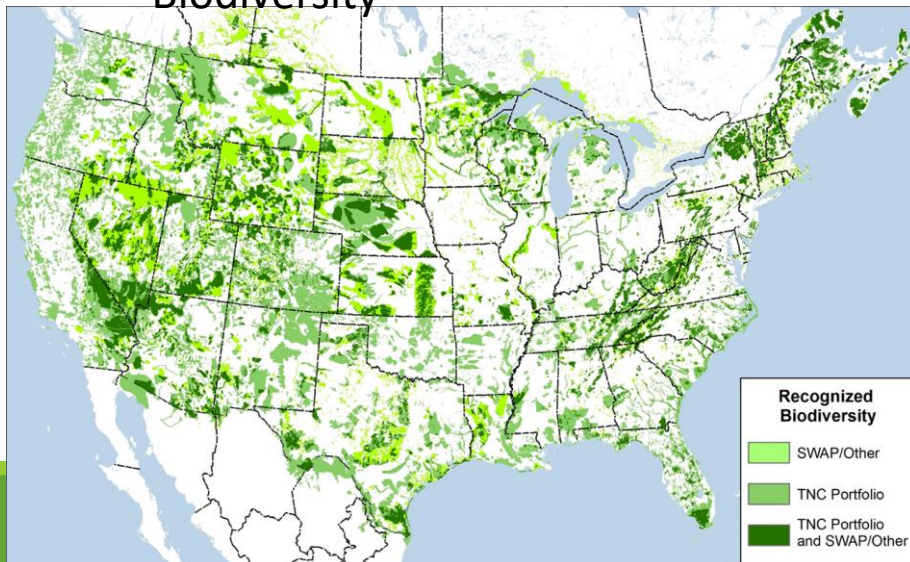 Biodiversity
Recognized
Biodiversity
SWAP/Other
TNC Portfolio
TNC Portfolio
and SWAP/Other